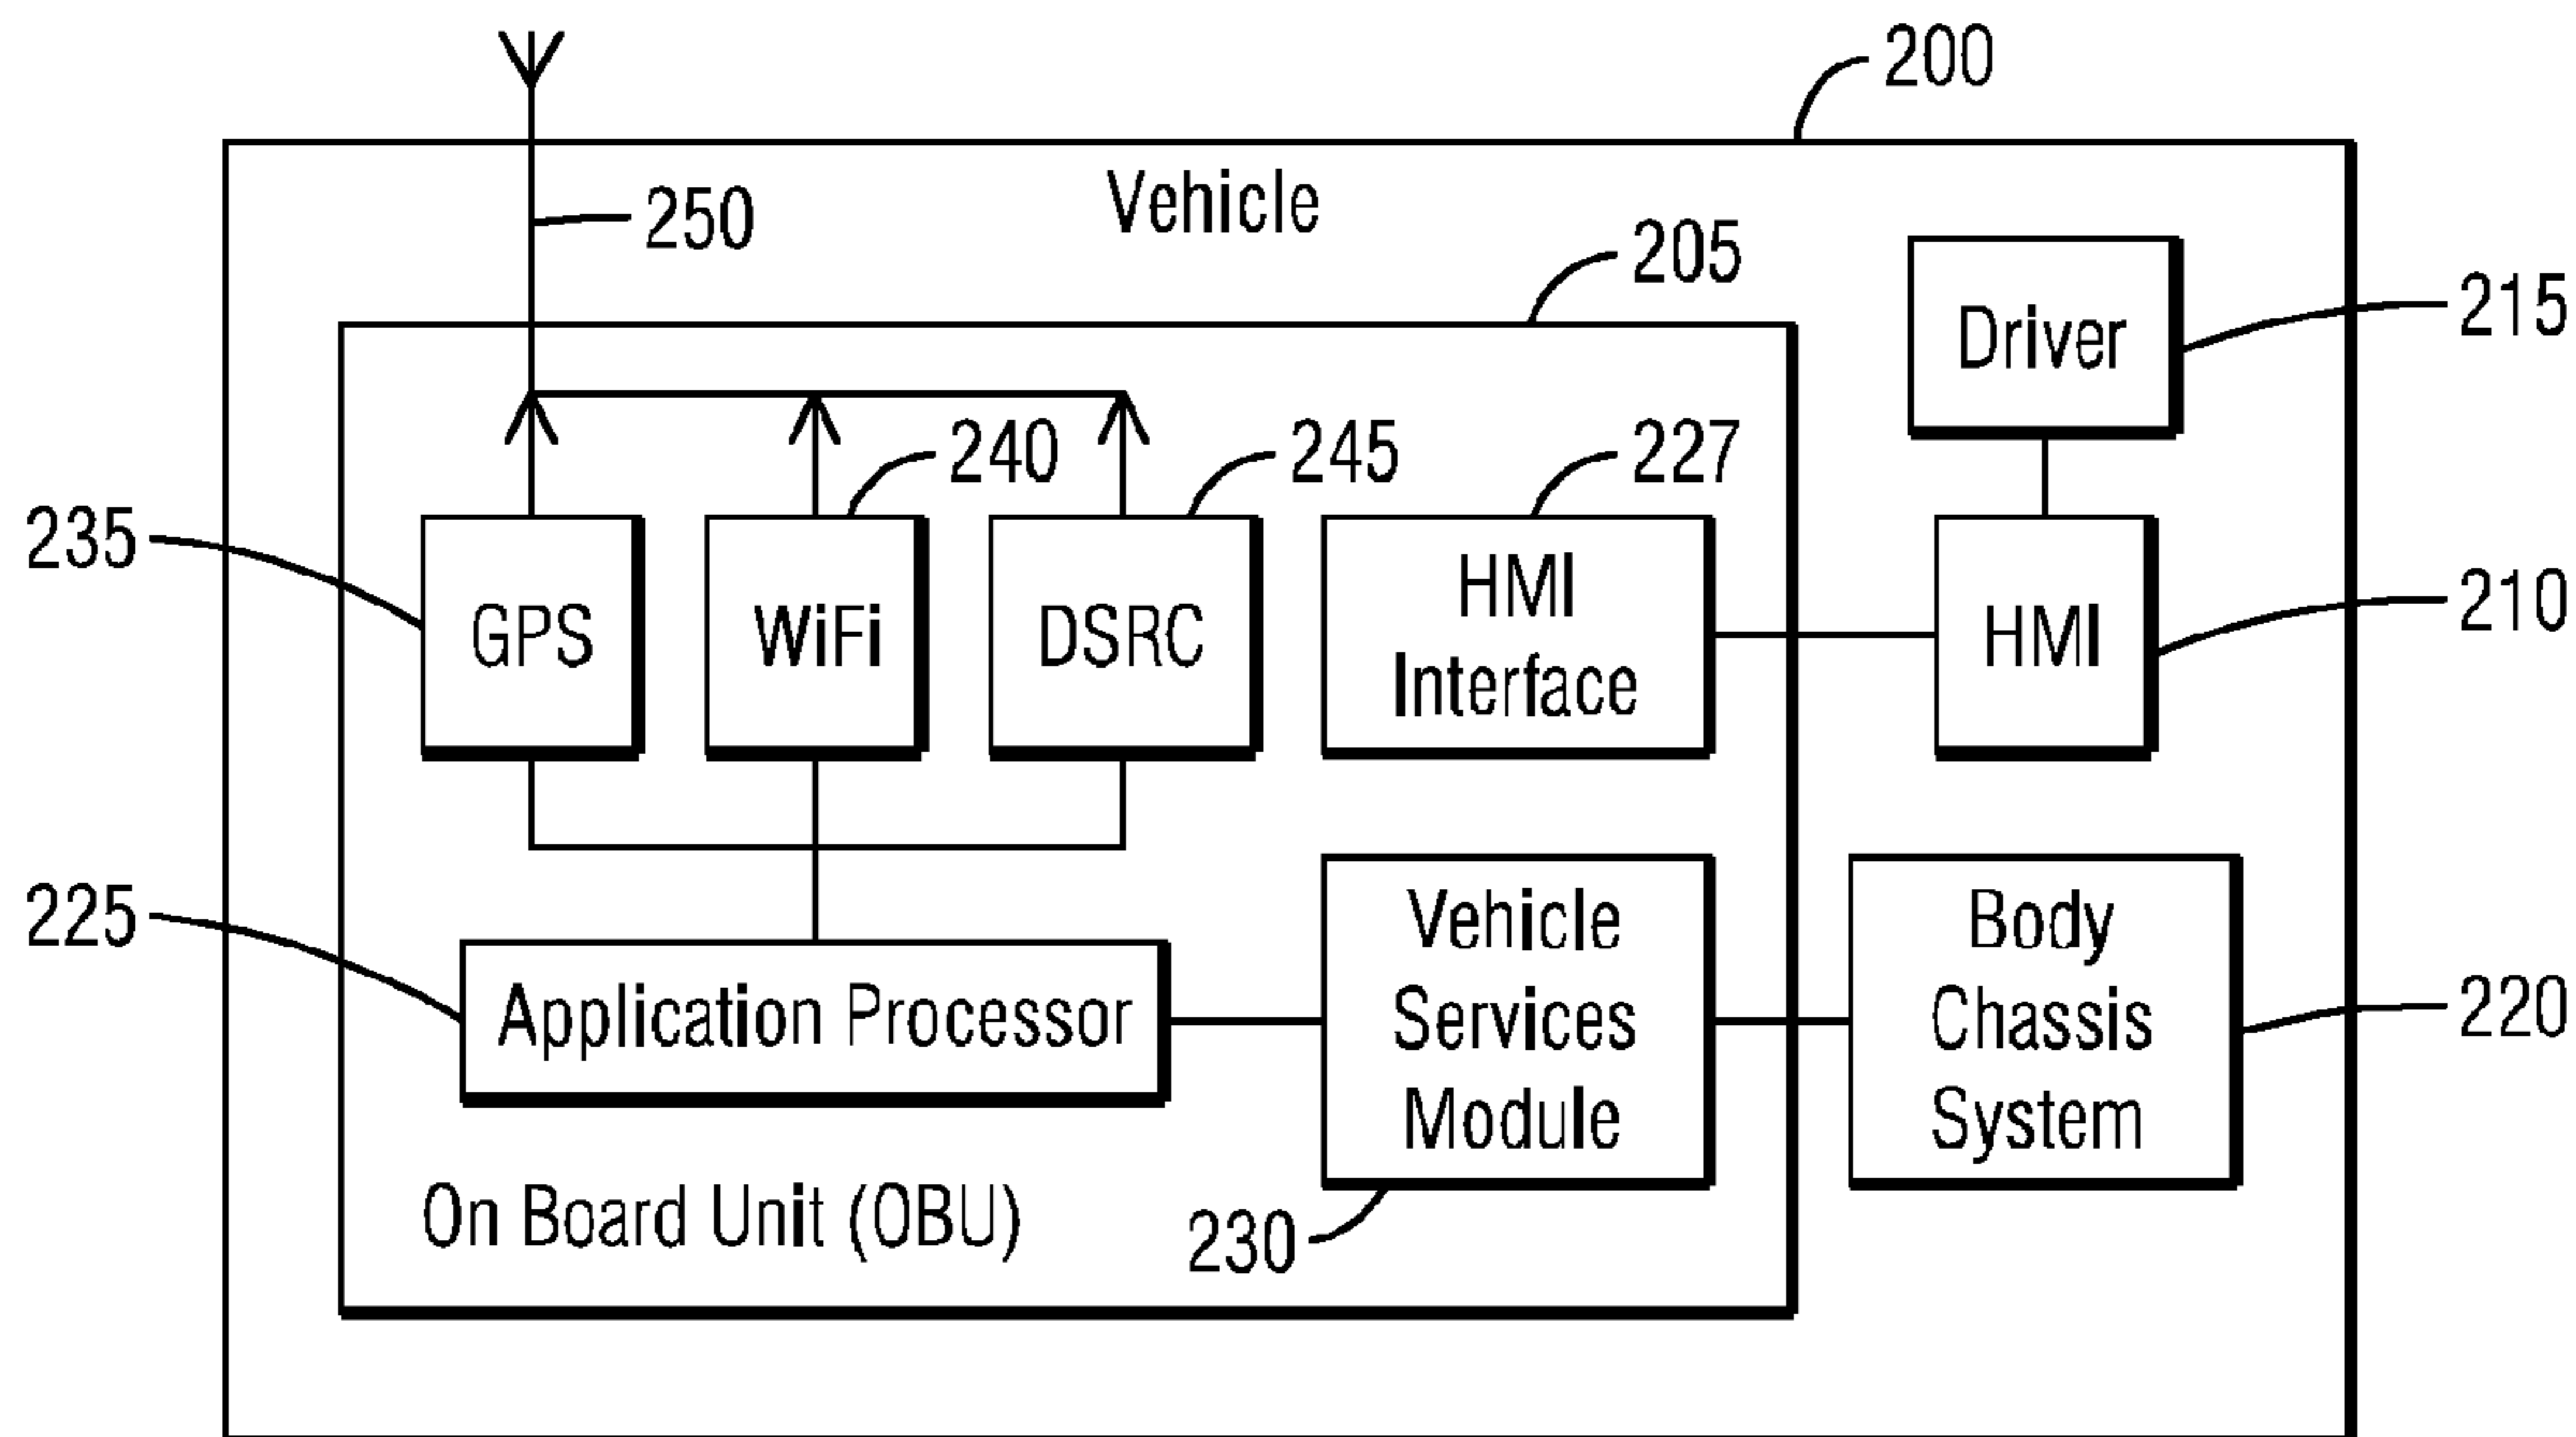 200
Vehicle
250
205
Driver
215
240
245
227
235
GPS
WiFi
DSRC
HMI
Interface
HMI
210
225
Application Processor
Vehicle
Services
Module
Body
Chassis
System
220
On Board Unit (OBU)
230